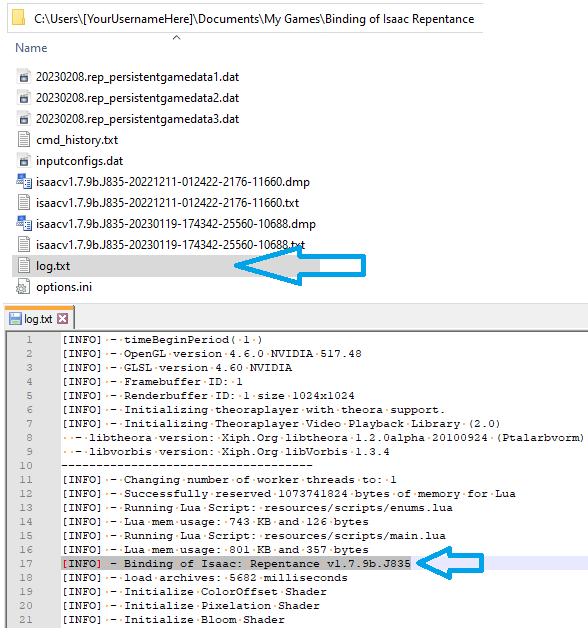 C:\Users\[YourUsernameHere]\Documents\My Games\Binding of Isaac Repentance
Name
20230208.rep_persistentgamedata1.dat
20230208.rep_persistentgamedata2.dat
20230208.rep_persistentgamedata3.dat
cmd_history.txt
inputconfigs.dat
isaacv1.7.9b.J835-20221211-012422-2176-11660.dmp
isaacv1.7.9b.J835-20221211-012422-2176-11660.txt
isaacv1.7.9b.J835-20230119-174342-25560-10688.dmp
isaacv1.7.9b.J835-20230119-174342-25560-10688.txt
log.txt
options.ini
log.txt
1 [INFO] - timeBeginPeriod( 1 )
2 [INFO] - OpenGL version 4.6.0 NVIDIA 517.48
3 [INFO] - GLSL version 4.60 NVIDIA
4 [INFO] - Framebuffer ID: 1
5 [INFO] - Renderbuffer ID: 1 size 1024x1024
6 [INFO] - Initializing theoraplayer with theora support.
7 [INFO] - Initializing Theoraplayer Video Playback Library (2.0)
8 - libtheora version: Xiph.Org libtheora 1.2.0alpha 20100924 (Ptalarbvorm)
9 - libvorbis version: Xiph.Org libVorbis 1.3.4
10 ------------------------------------
11 [INFO] - Changing number of worker threads to: 1
12 [INFO] - Successfully reserved 1073741824 bytes of memory for Lua
13 [INFO] - Running Lua Script: resources/scripts/enums.lua
14 [INFO] - Lua mem usage: 743 KB and 126 bytes
15 [INFO] - Running Lua Script: resources/scripts/main.lua
16 [INFO] - Lua mem usage: 801 KB and 357 bytes
17 [INFO] - Binding of Isaac: Repentance v1.7.9b.J835
18 [INFO] - load archives: 5682 milliseconds
19 [INFO] - Initialize ColorOffset Shader
20 [INFO] - Initialize Pixelation Shader
21 [INFO] - Initialize Bloom Shader